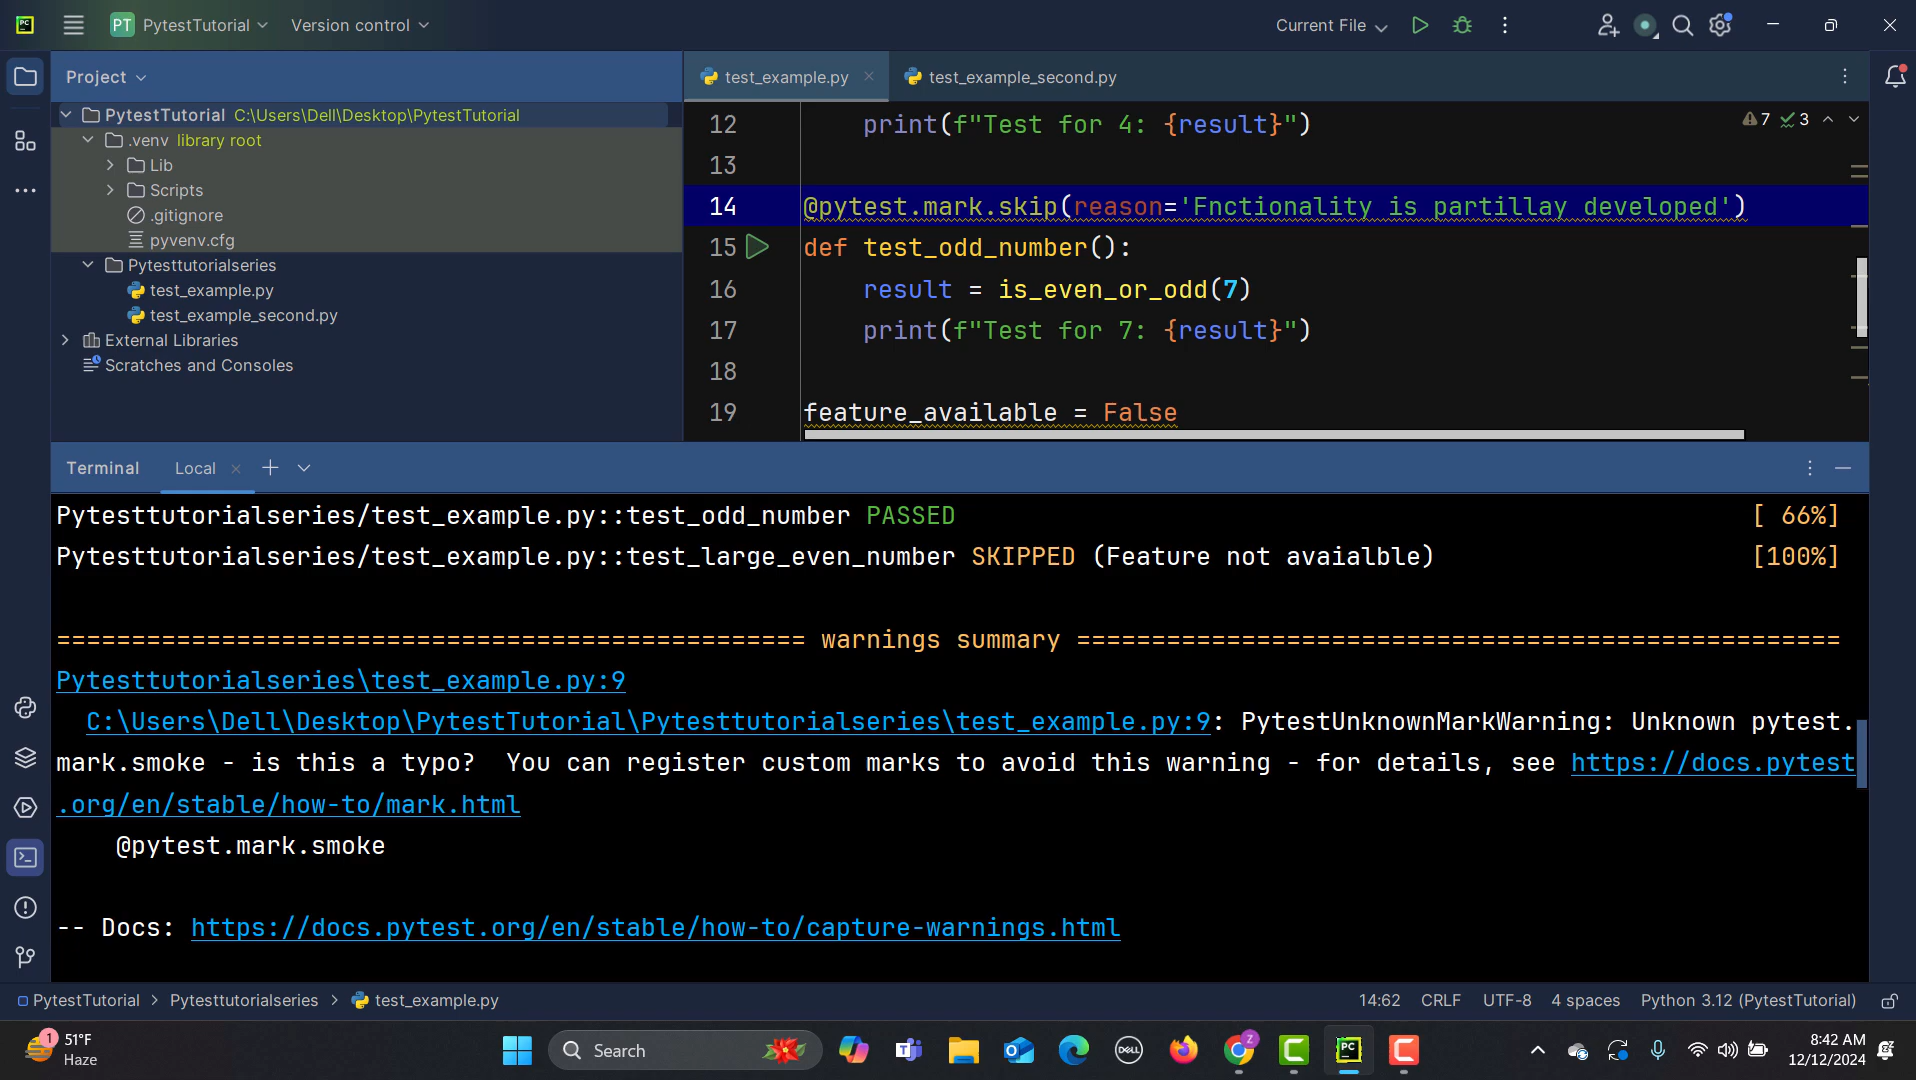 PC PT PytestTutorial Version control Current File
Project
test_example.py test_example_second.py
PytestTutorial C:\Users\Dell\Desktop\PytestTutorial
.venv library root
Lib
Scripts
.gitignore
pyvenv.cfg
Pytesttutorialseries
test_example.py
test_example_second.py
External Libraries
Scratches and Consoles
7 3
12 print(f"Test for 4: {result}")
13
14 @pytest.mark.skip(reason='Fnctionality is partillay developed')
15 def test_odd_number():
16 result = is_even_or_odd(7)
17 print(f"Test for 7: {result}")
18
19 feature_available = False
Terminal Local
Pytesttutorialseries/test_example.py::test_odd_number PASSED [ 66%]
Pytesttutorialseries/test_example.py::test_large_even_number SKIPPED (Feature not avaialble) [100%]
================================================== warnings summary ===================================================
Pytesttutorialseries\test_example.py:9
C:\Users\Dell\Desktop\PytestTutorial\Pytesttutorialseries\test_example.py:9: PytestUnknownMarkWarning: Unknown pytest.
mark.smoke - is this a typo?  You can register custom marks to avoid this warning - for details, see https://docs.pytest
.org/en/stable/how-to/mark.html
@pytest.mark.smoke
-- Docs: https://docs.pytest.org/en/stable/how-to/capture-warnings.html
PytestTutorial > Pytesttutorialseries > test_example.py 14:62 CRLF UTF-8 4 spaces Python 3.12 (PytestTutorial)
1 51°F
Haze
Search
DELL
Z
PC
8:42 AM
12/12/2024